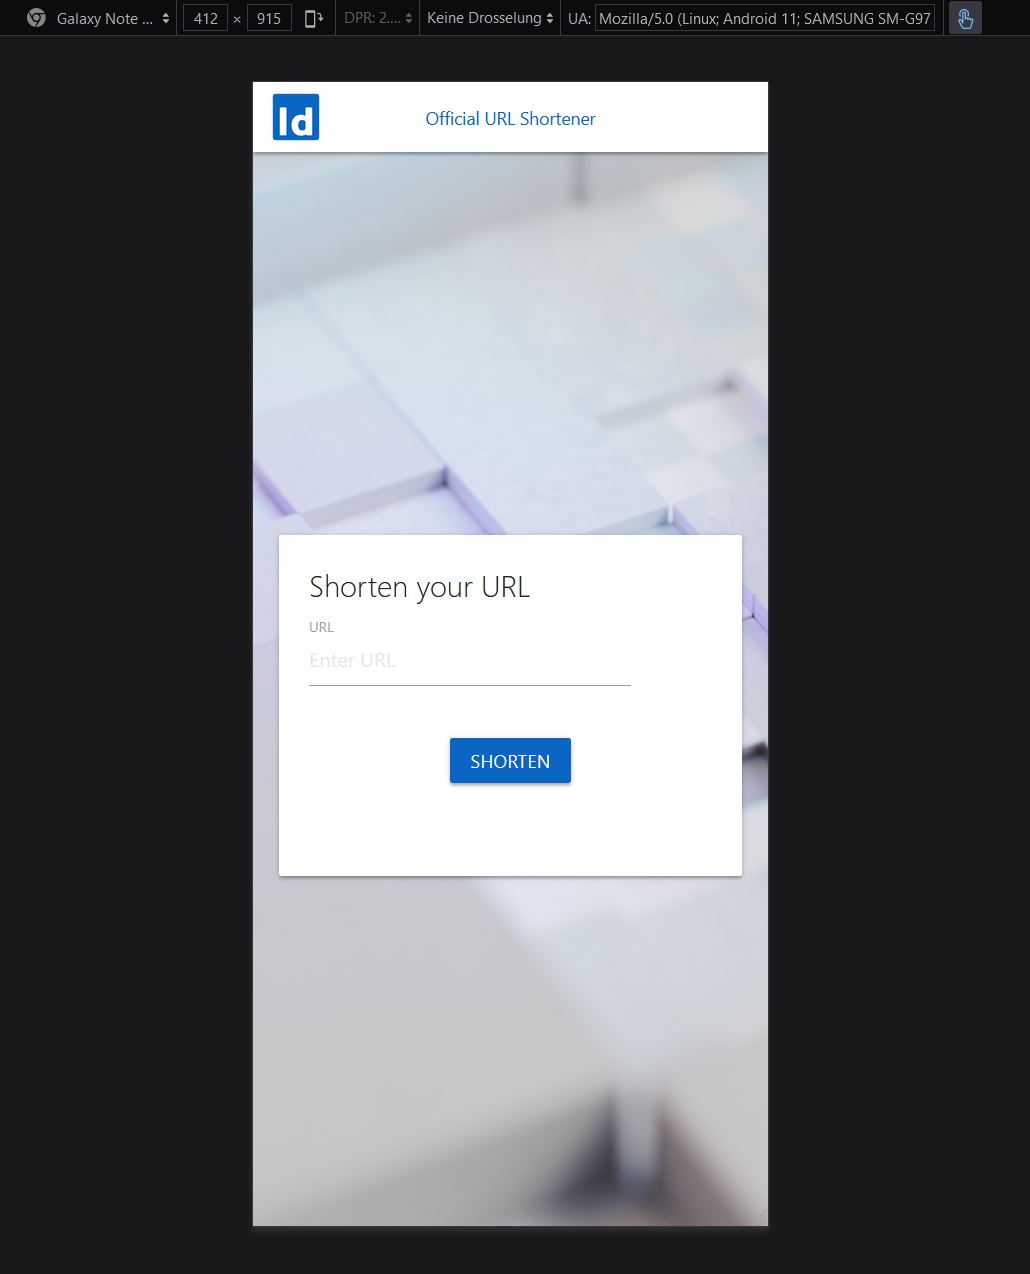 Galaxy Note ... 412 × 915 DPR: 2.... Keine Drosselung UA: Mozilla/5.0 (Linux; Android 11; SAMSUNG SM-G97
ld Official URL Shortener
Shorten your URL
URL
Enter URL
SHORTEN